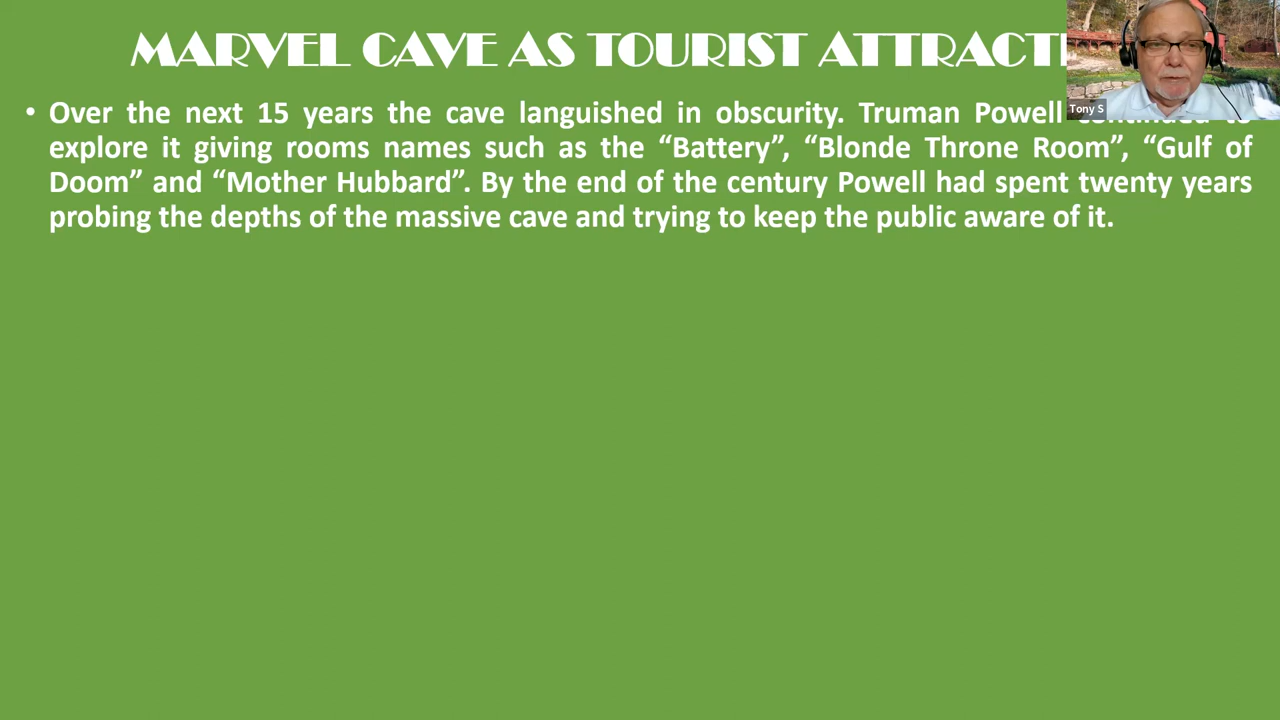 MARVEL CAVE AS TOURIST
Tony S
• Over the next 15 years the cave languished in obscurity. Truman Powell
explore it giving rooms names such as the “Battery”, “Blonde Throne Room”, “Gulf of
Doom” and “Mother Hubbard”. By the end of the century Powell had spent twenty years
probing the depths of the massive cave and trying to keep the public aware of it.